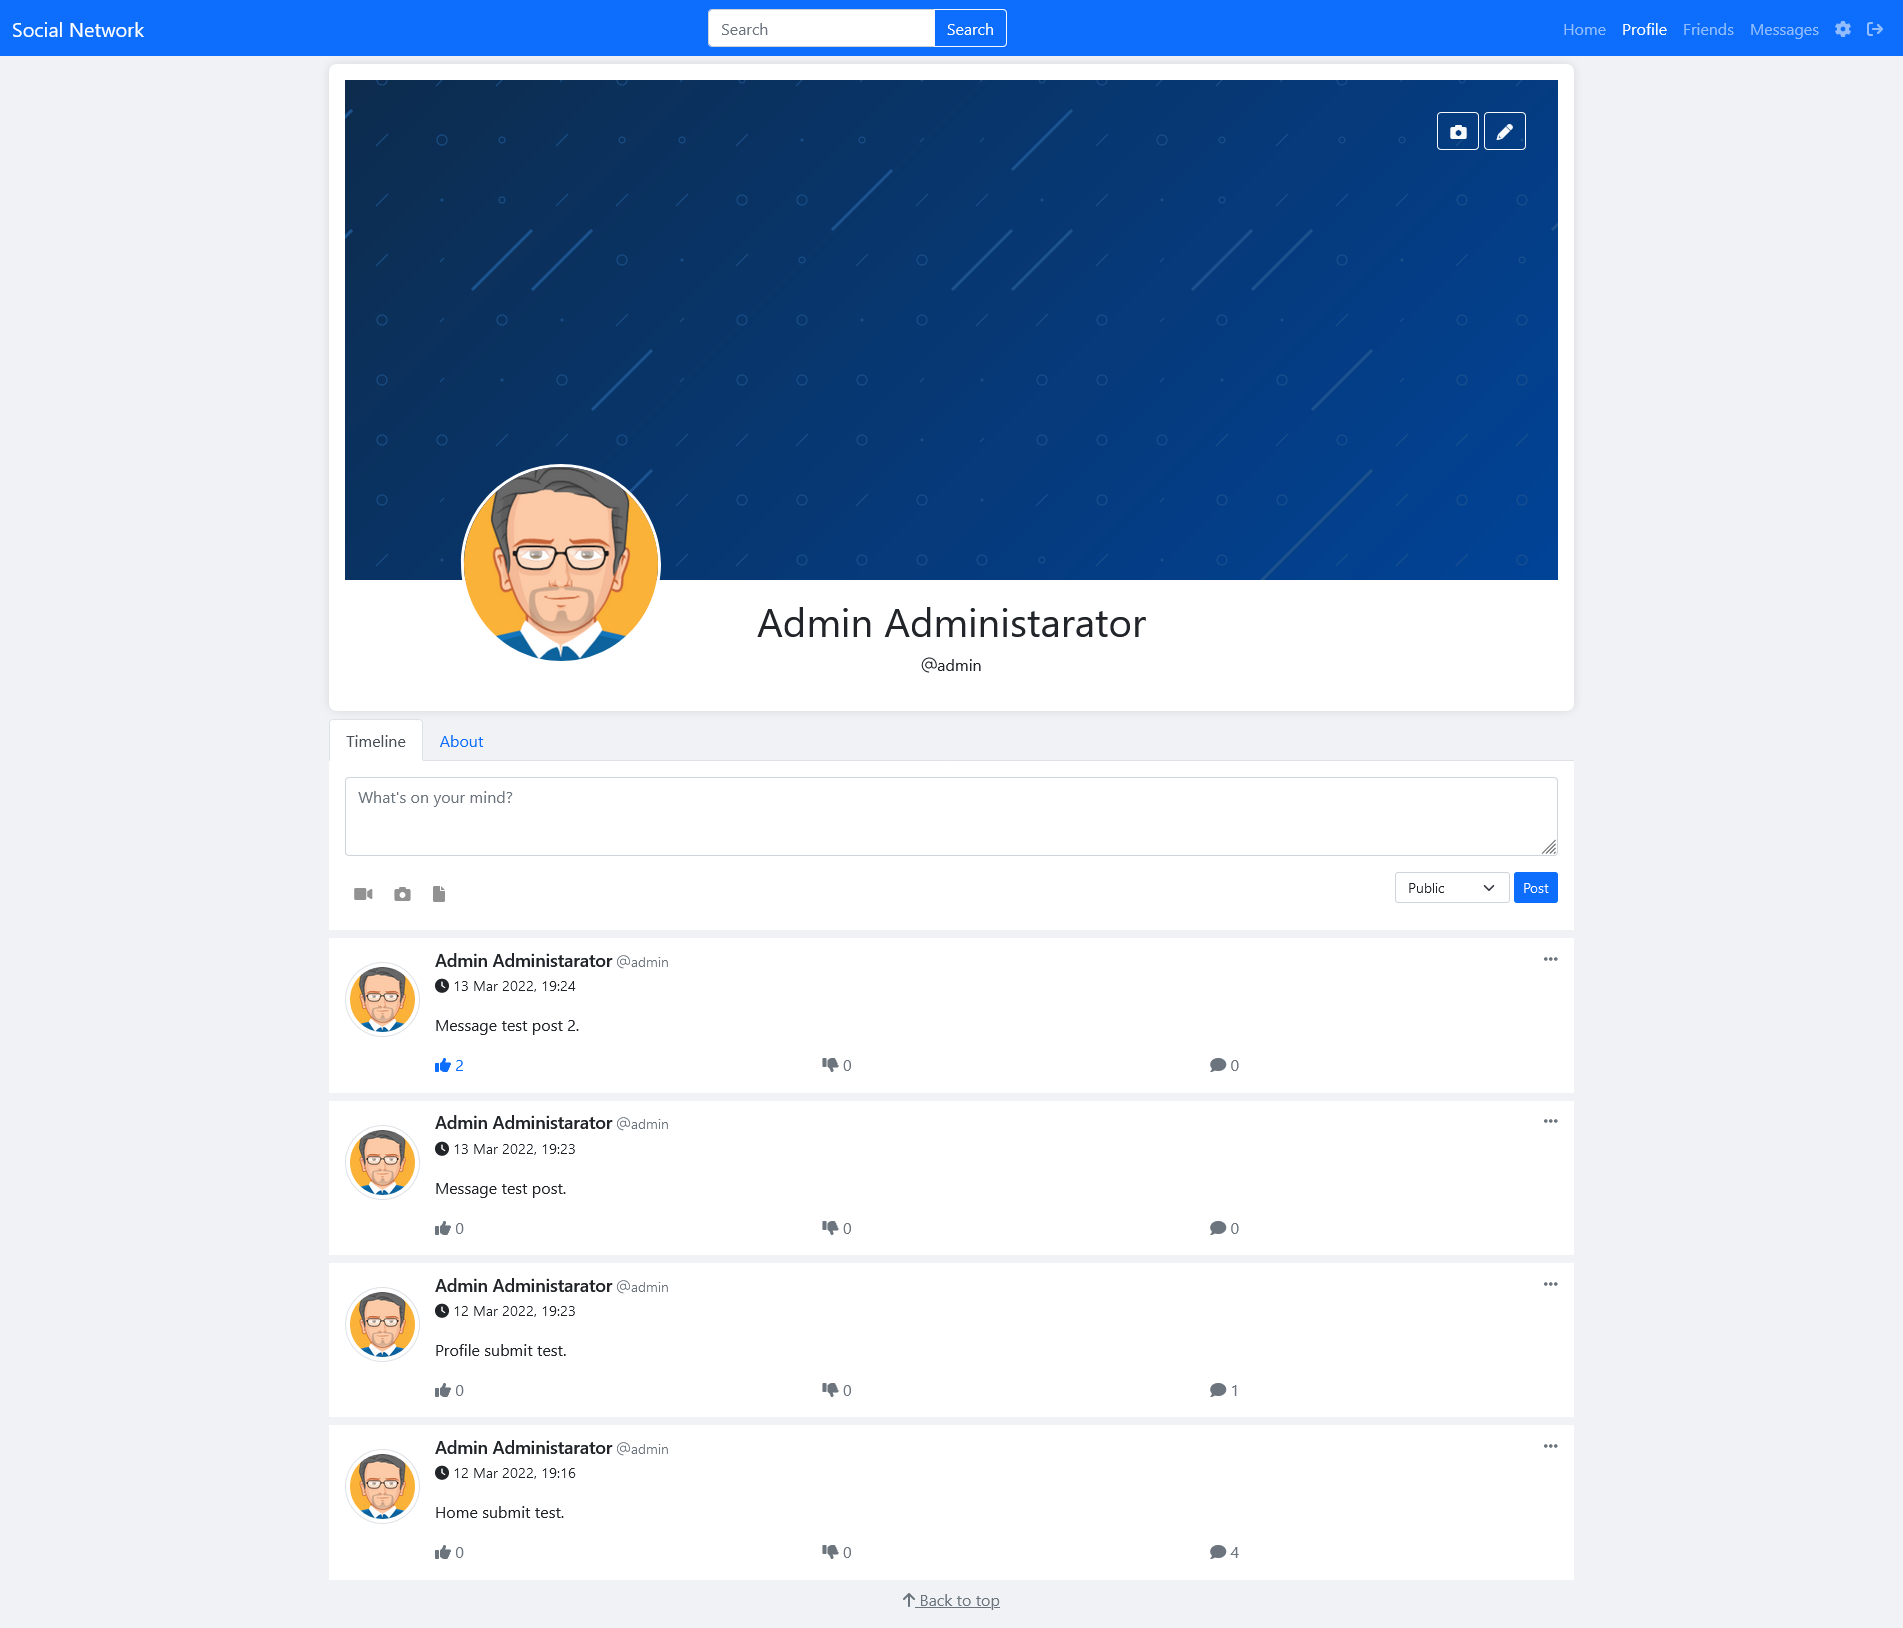 Social Network
Search
Search
Home
Profile
Friends
Messages
Admin Administarator
@admin
Timeline
About
What's on your mind?
Public
Post
Admin Administarator @admin
13 Mar 2022, 19:24
Message test post 2.
2
0
0
Admin Administarator @admin
13 Mar 2022, 19:23
Message test post.
0
0
0
Admin Administarator @admin
12 Mar 2022, 19:23
Profile submit test.
0
0
1
Admin Administarator @admin
12 Mar 2022, 19:16
Home submit test.
0
0
4
Back to top